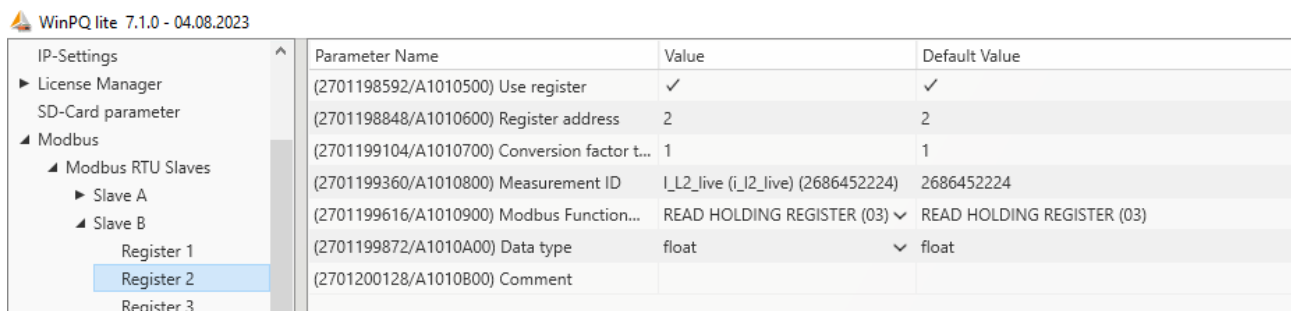 WinPQ lite 7.1.0 - 04.08.2023
IP-Settings
License Manager
SD-Card parameter
Modbus
Modbus RTU Slaves
Slave A
Slave B
Register 1
Register 2
Register 3
Parameter Name Value Default Value
(2701198592/A1010500) Use register ✓ ✓
(2701198848/A1010600) Register address 2 2
(2701199104/A1010700) Conversion factor t... 1 1
(2701199360/A1010800) Measurement ID I_L2_live (i_l2_live) (2686452224) 2686452224
(2701199616/A1010900) Modbus Function... READ HOLDING REGISTER (03) READ HOLDING REGISTER (03)
(2701199872/A1010A00) Data type float float
(2701200128/A1010B00) Comment